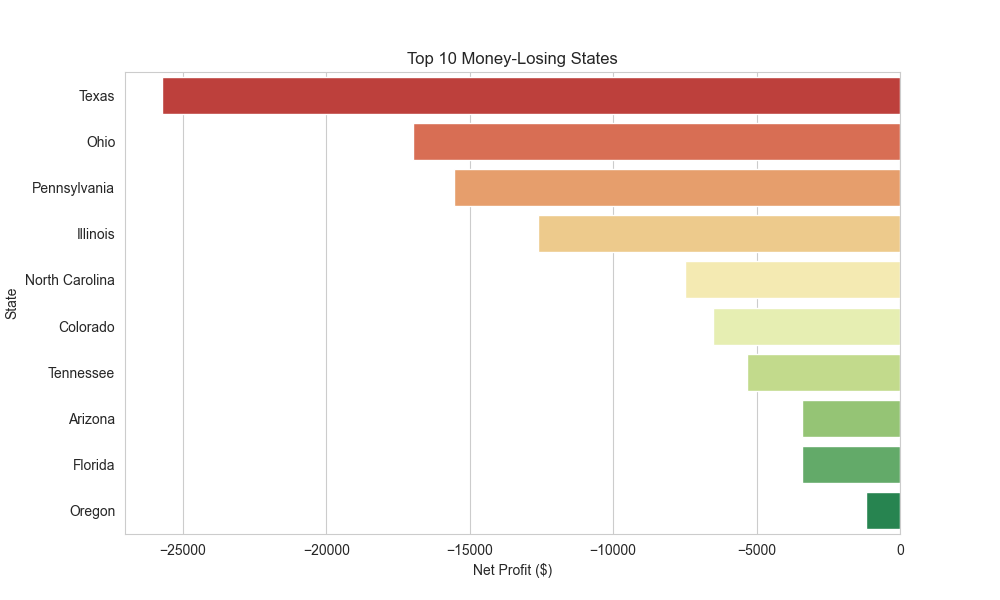 Top 10 Money-Losing States
State
Texas
Ohio
Pennsylvania
Illinois
North Carolina
Colorado
Tennessee
Arizona
Florida
Oregon
−25000 −20000 −15000 −10000 −5000 0
Net Profit ($)